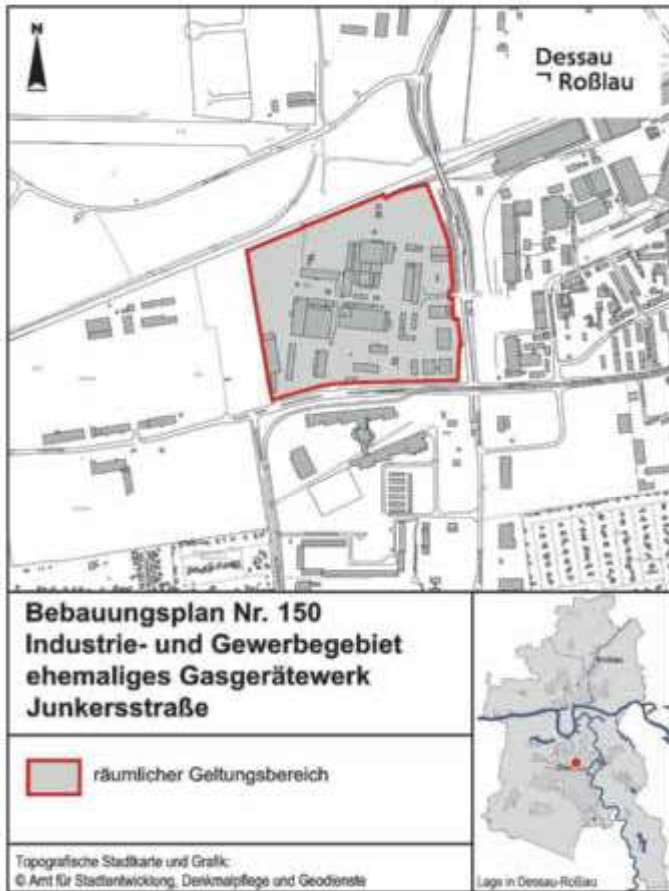 N
Dessau
Roßlau
Bebauungsplan Nr. 150
Industrie- und Gewerbegebiet
ehemaliges Gasgerätewerk
Junkersstraße
räumlicher Geltungsbereich
Topografische Stadtkarte und Grafik:
© Amt für Stadtentwicklung, Denkmalpflege und Geodienste
Lage in Dessau-Roßlau